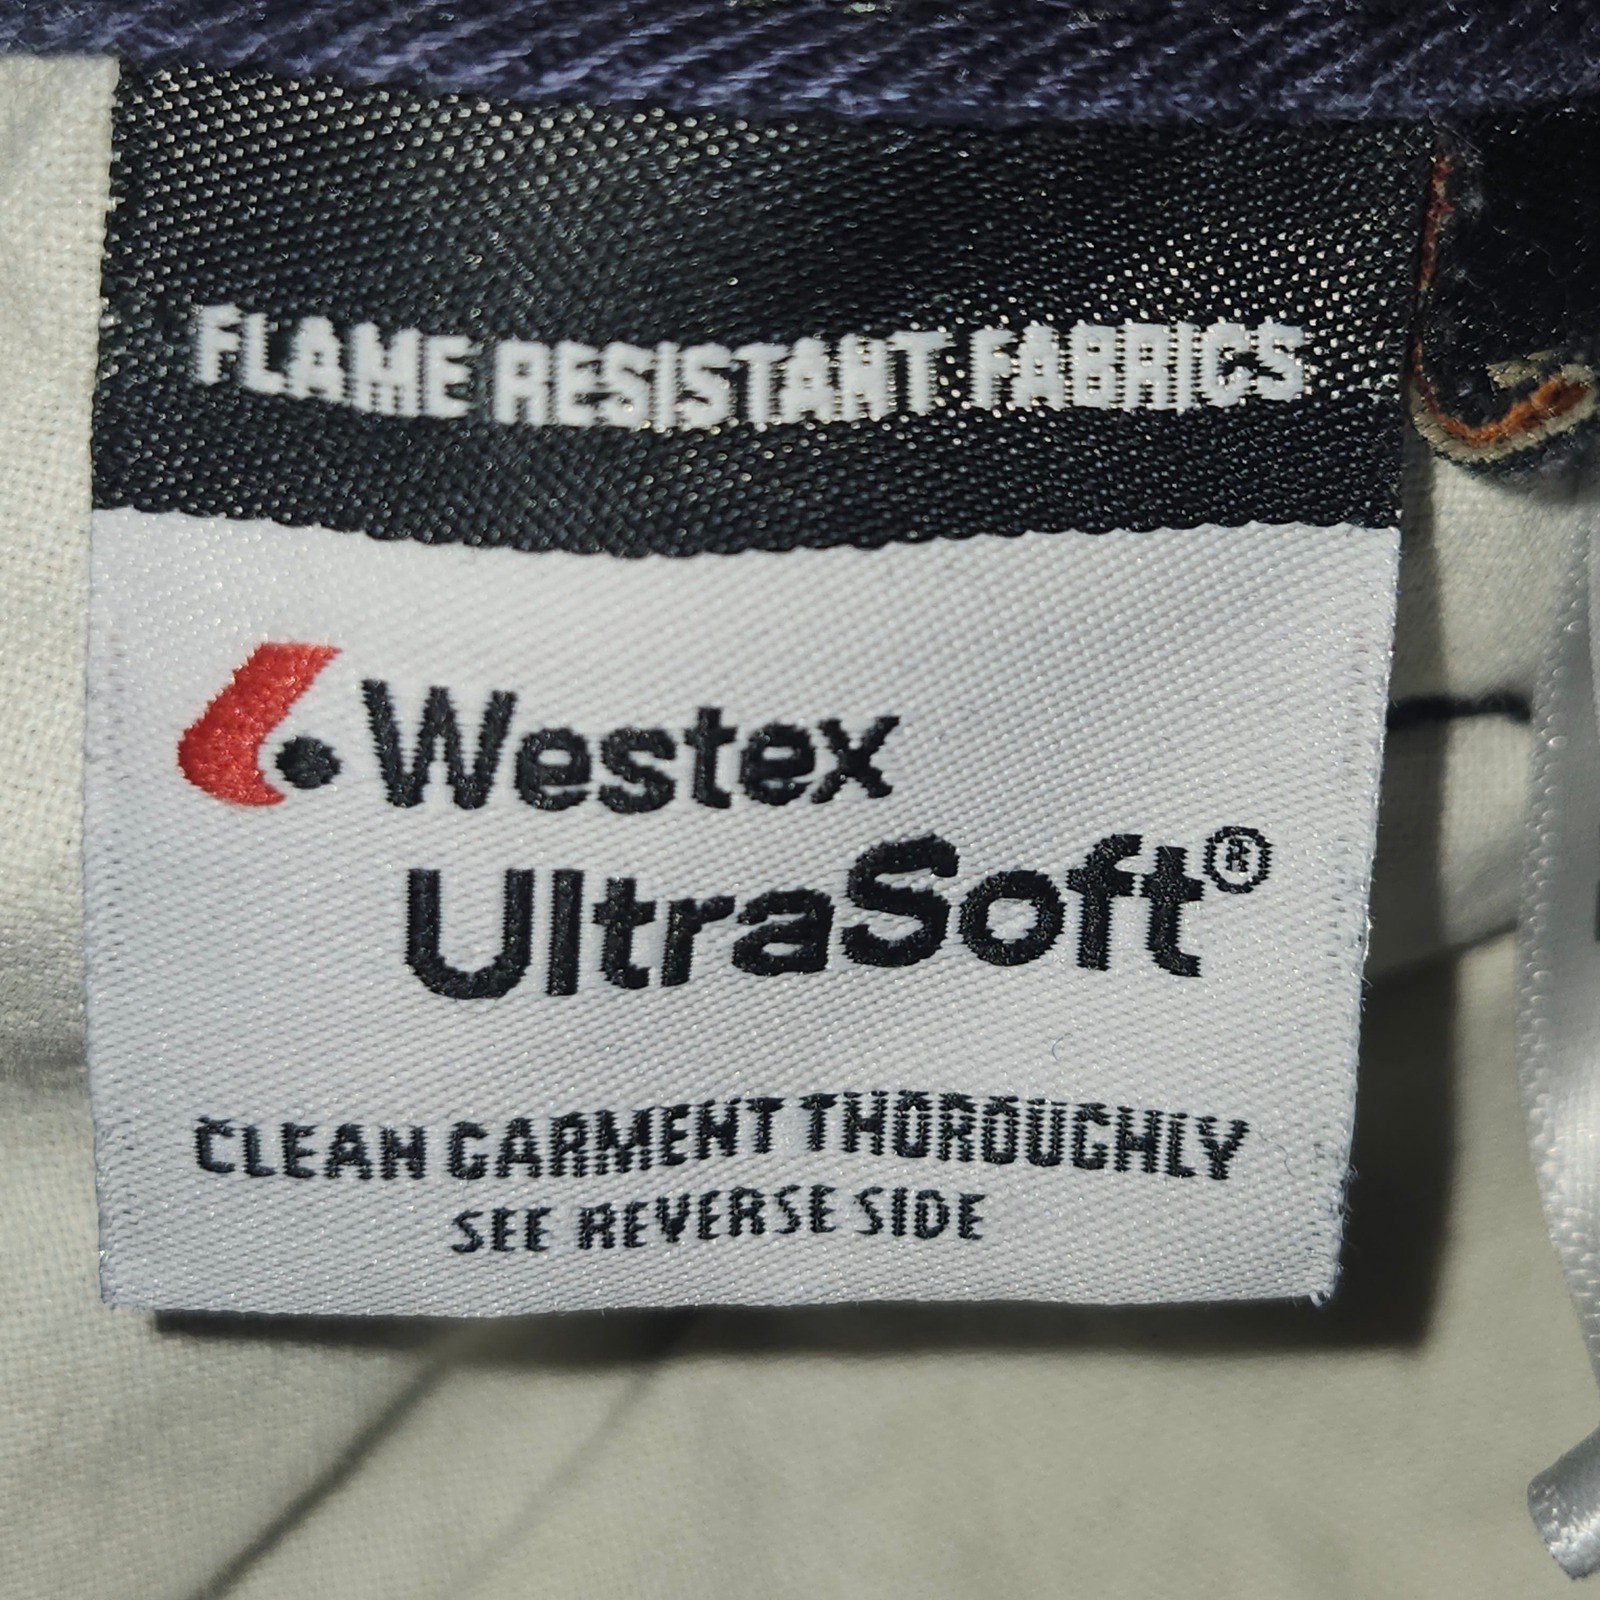 FLAME RESISTANT FABRICS
Westex
UltraSoft®
CLEAN GARMENT THOROUGHLY
SEE REVERSE SIDE